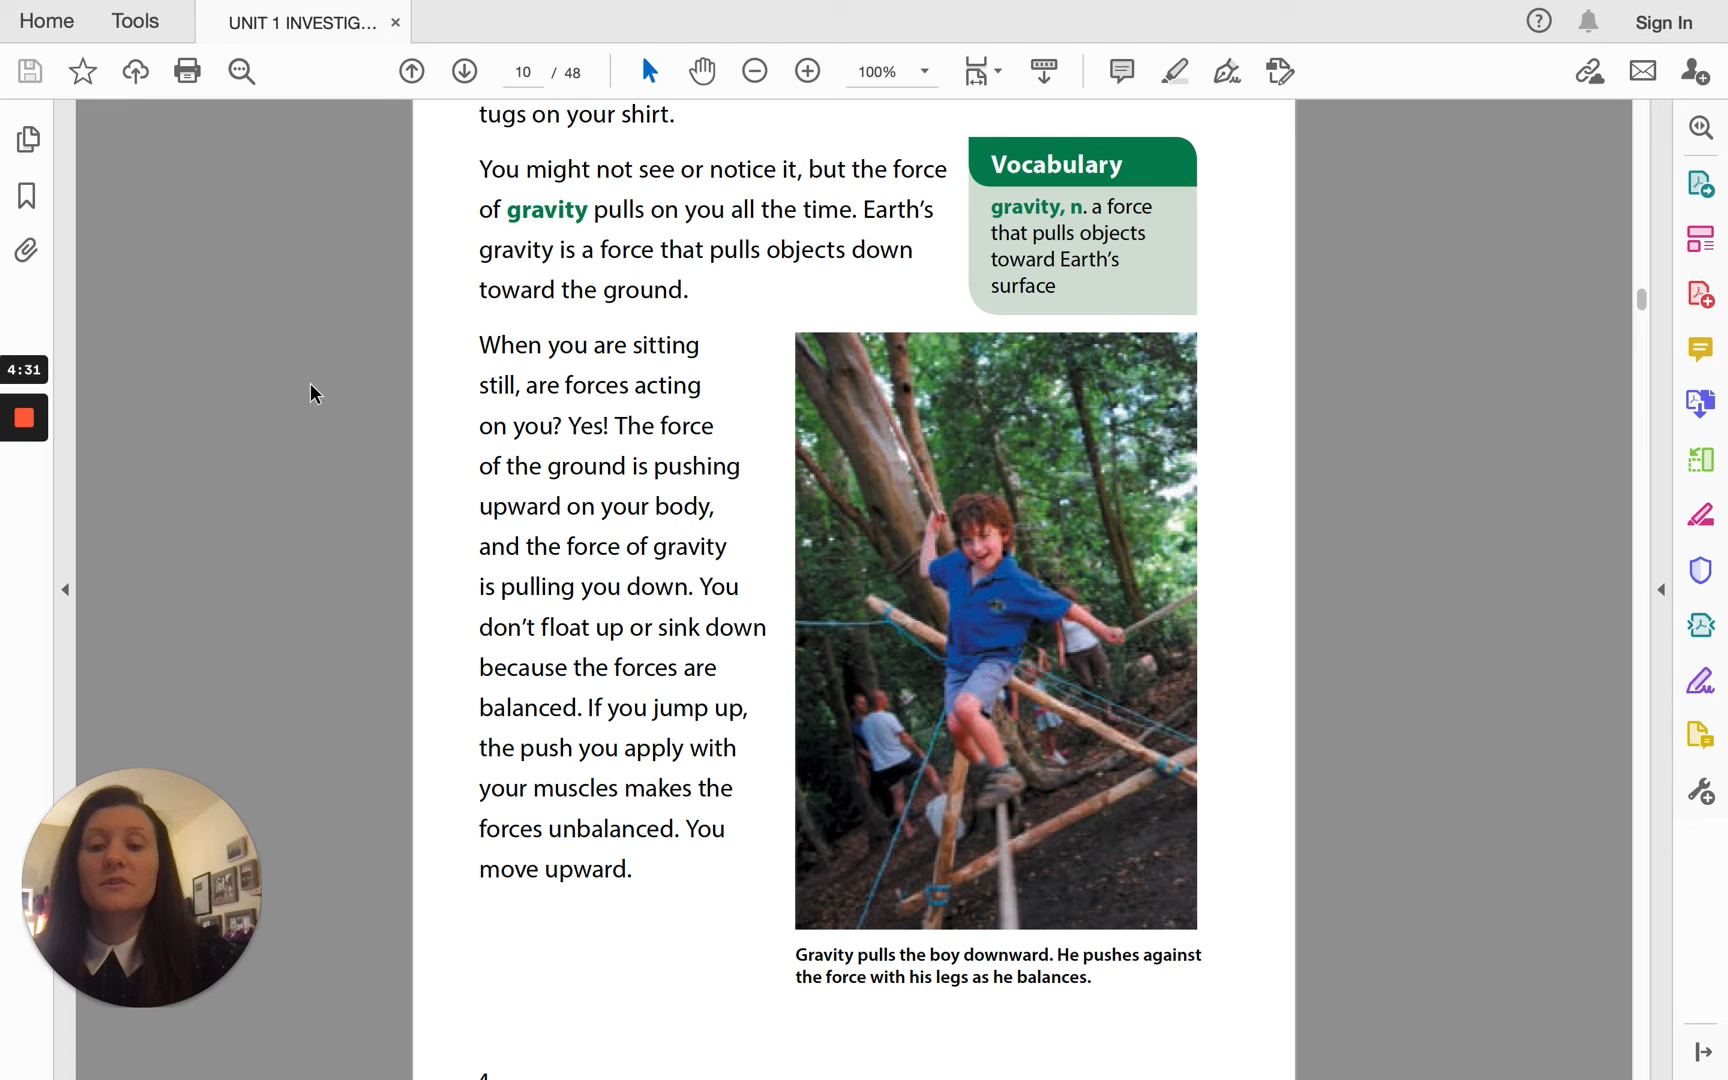 Home Tools UNIT 1 INVESTIG... × Sign In
10 / 48 100%
tugs on your shirt.
You might not see or notice it, but the force
of gravity pulls on you all the time. Earth's
gravity is a force that pulls objects down
toward the ground.
Vocabulary
gravity, n. a force
that pulls objects
toward Earth's
surface
When you are sitting
still, are forces acting
on you? Yes! The force
of the ground is pushing
upward on your body,
and the force of gravity
is pulling you down. You
don't float up or sink down
because the forces are
balanced. If you jump up,
the push you apply with
your muscles makes the
forces unbalanced. You
move upward.
Gravity pulls the boy downward. He pushes against
the force with his legs as he balances.
4:31
4